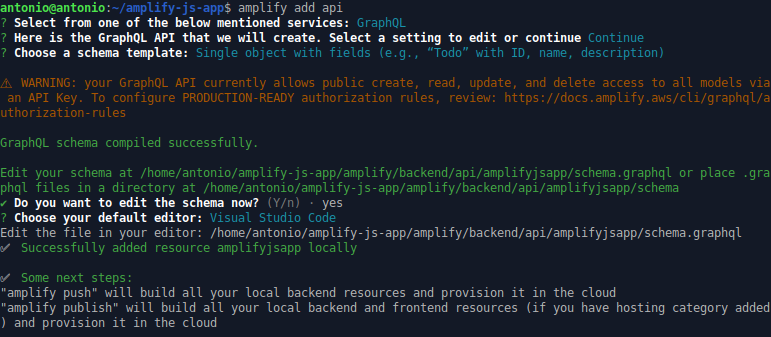 antonio@antonio:~/amplify-js-app$ amplify add api
? Select from one of the below mentioned services: GraphQL
? Here is the GraphQL API that we will create. Select a setting to edit or continue Continue
? Choose a schema template: Single object with fields (e.g., “Todo” with ID, name, description)
⚠ WARNING: your GraphQL API currently allows public create, read, update, and delete access to all models via
an API Key. To configure PRODUCTION-READY authorization rules, review: https://docs.amplify.aws/cli/graphql/a
uthorization-rules
GraphQL schema compiled successfully.
Edit your schema at /home/antonio/amplify-js-app/amplify/backend/api/amplifyjsapp/schema.graphql or place .gra
phql files in a directory at /home/antonio/amplify-js-app/amplify/backend/api/amplifyjsapp/schema
✔ Do you want to edit the schema now? (Y/n) · yes
? Choose your default editor: Visual Studio Code
Edit the file in your editor: /home/antonio/amplify-js-app/amplify/backend/api/amplifyjsapp/schema.graphql
✅ Successfully added resource amplifyjsapp locally
✅ Some next steps:
"amplify push" will build all your local backend resources and provision it in the cloud
"amplify publish" will build all your local backend and frontend resources (if you have hosting category added
) and provision it in the cloud